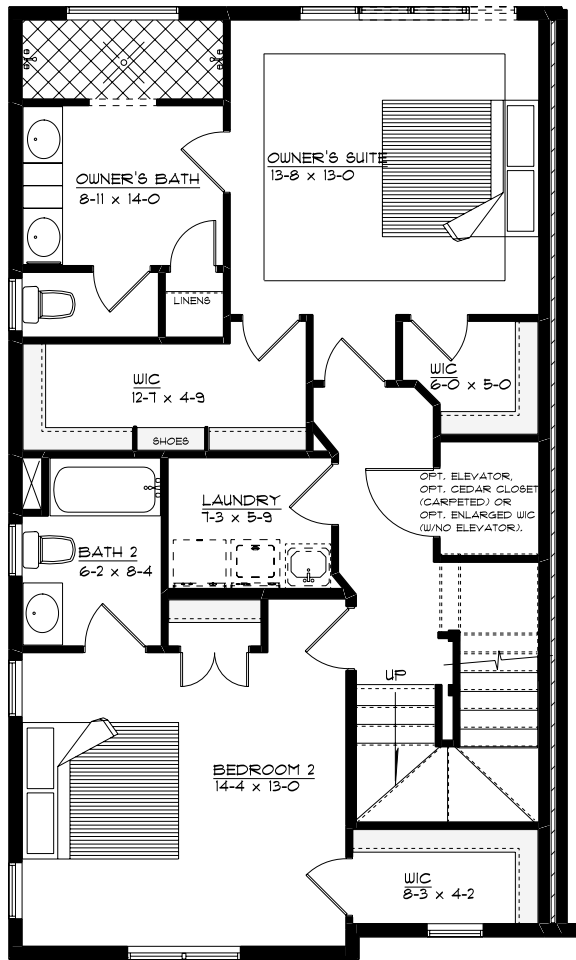 OWNER'S SUITE
13-8 x 13-0
OWNER'S BATH
8-11 x 14-0
LINENS
WIC
12-7 x 4-9
WIC
6-0 x 5-0
SHOES
OPT. ELEVATOR,
OPT. CEDAR CLOSET
(CARPETED) OR
OPT. ENLARGED WIC
(W/NO ELEVATOR).
LAUNDRY
7-3 x 5-9
BATH 2
6-2 x 8-4
UP
BEDROOM 2
14-4 x 13-0
WIC
8-3 x 4-2